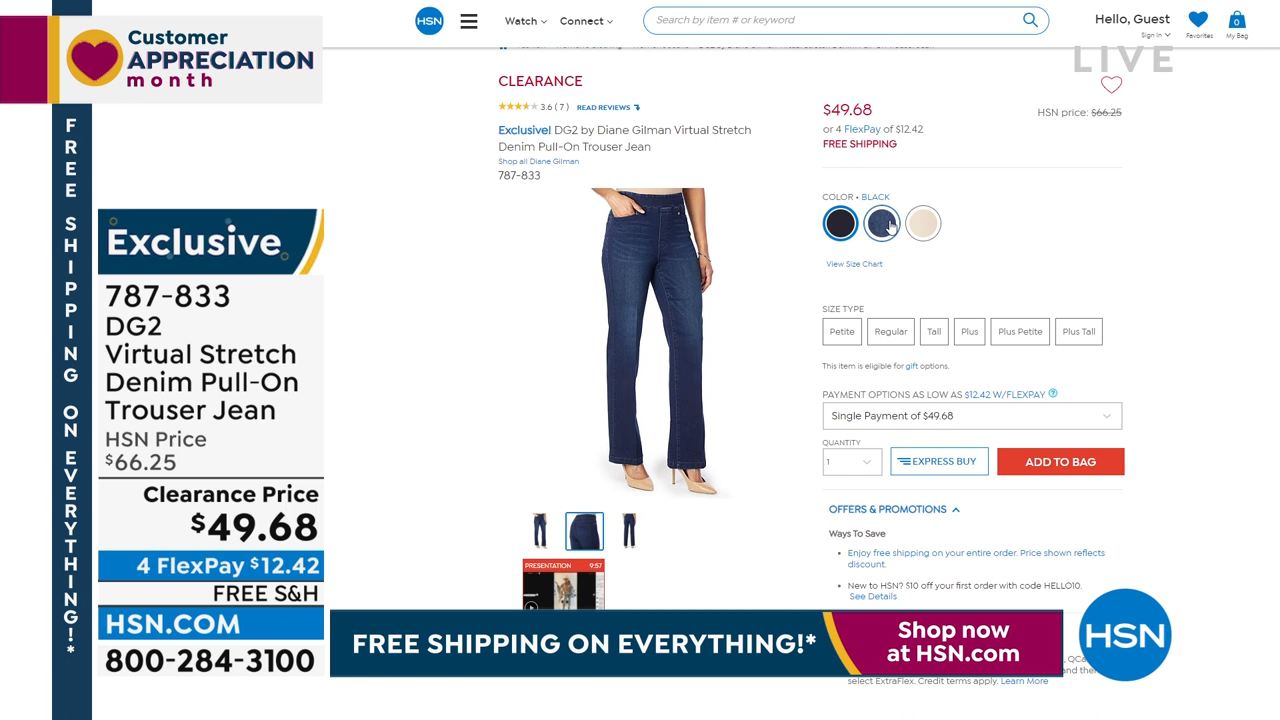 Customer
APPRECIATION
month
FREE SHIPPING ON EVERYTHING!*
Exclusive
787-833
DG2
Virtual Stretch
Denim Pull-On
Trouser Jean
HSN Price
$66.25
Clearance Price
$49.68
4 FlexPay $12.42
FREE S&H
HSN.COM
800-284-3100
HSN
Watch
Connect
Search by item # or keyword
Hello, Guest
Sign in
Favorites
0
My Bag
LIVE
CLEARANCE
3.6 ( 7 ) READ REVIEWS
Exclusive! DG2 by Diane Gilman Virtual Stretch
Denim Pull-On Trouser Jean
Shop all Diane Gilman
787-833
PRESENTATION 9:57
$49.68
HSN price: $66.25
or 4 FlexPay of $12.42
FREE SHIPPING
COLOR • BLACK
View Size Chart
SIZE TYPE
Petite Regular Tall Plus Plus Petite Plus Tall
This item is eligible for gift options.
PAYMENT OPTIONS AS LOW AS $12.42 W/FLEXPAY ?
Single Payment of $49.68
QUANTITY
1
EXPRESS BUY
ADD TO BAG
OFFERS & PROMOTIONS
Ways To Save
• Enjoy free shipping on your entire order. Price shown reflects
discount.
• New to HSN? $10 off your first order with code HELLO10.
See Details
FREE SHIPPING ON EVERYTHING!*
Shop now
at HSN.com
HSN
select ExtraFlex. Credit terms apply. Learn More